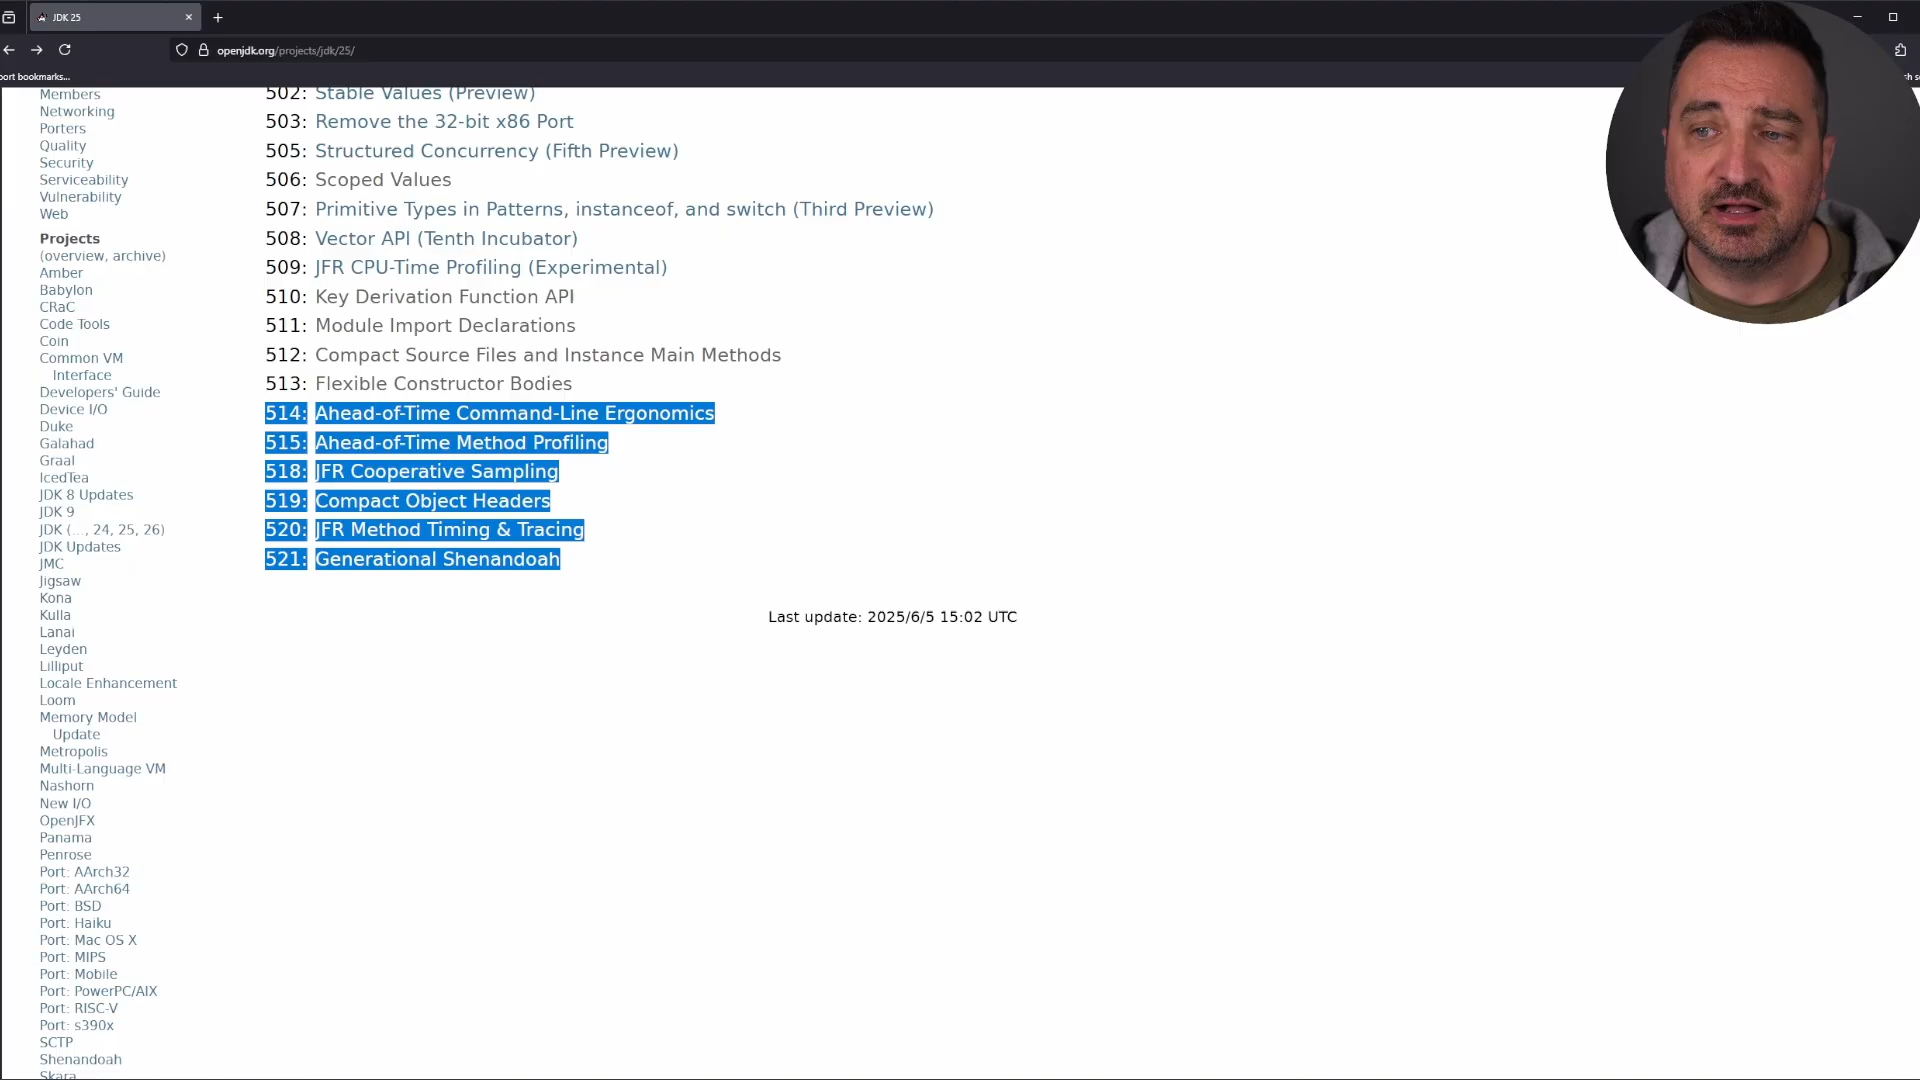 JDK 25
openjdk.org/projects/jdk/25/
port bookmarks...
Members
Networking
Porters
Quality
Security
Serviceability
Vulnerability
Web
Projects
(overview, archive)
Amber
Babylon
CRaC
Code Tools
Coin
Common VM
Interface
Developers' Guide
Device I/O
Duke
Galahad
Graal
IcedTea
JDK 8 Updates
JDK 9
JDK (..., 24, 25, 26)
JDK Updates
JMC
Jigsaw
Kona
Kulla
Lanai
Leyden
Lilliput
Locale Enhancement
Loom
Memory Model
Update
Metropolis
Multi-Language VM
Nashorn
New I/O
OpenJFX
Panama
Penrose
Port: AArch32
Port: AArch64
Port: BSD
Port: Haiku
Port: Mac OS X
Port: MIPS
Port: Mobile
Port: PowerPC/AIX
Port: RISC-V
Port: s390x
SCTP
Shenandoah
Skara
502: Stable Values (Preview)
503: Remove the 32-bit x86 Port
505: Structured Concurrency (Fifth Preview)
506: Scoped Values
507: Primitive Types in Patterns, instanceof, and switch (Third Preview)
508: Vector API (Tenth Incubator)
509: JFR CPU-Time Profiling (Experimental)
510: Key Derivation Function API
511: Module Import Declarations
512: Compact Source Files and Instance Main Methods
513: Flexible Constructor Bodies
514: Ahead-of-Time Command-Line Ergonomics
515: Ahead-of-Time Method Profiling
518: JFR Cooperative Sampling
519: Compact Object Headers
520: JFR Method Timing & Tracing
521: Generational Shenandoah
Last update: 2025/6/5 15:02 UTC